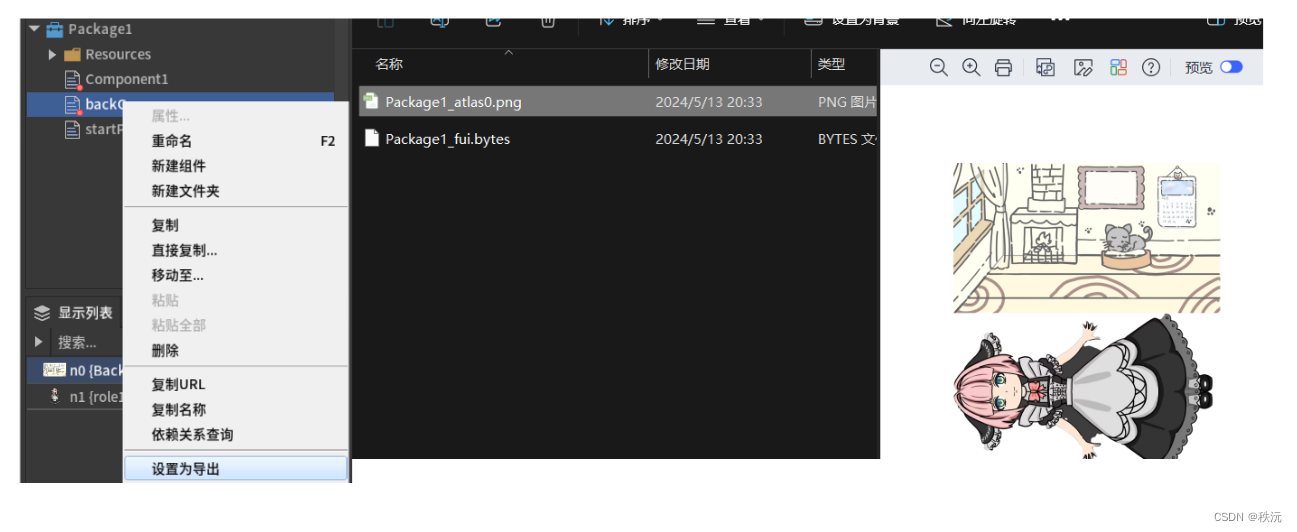 Package1
Resources
Component1
startP
属性...
重命名 F2
新建组件
新建文件夹
复制
直接复制...
移动至...
粘贴
粘贴全部
删除
复制URL
复制名称
依赖关系查询
设置为导出
显示列表
搜索...
n0 {Back
n1 {role1
排序 查看 设置为背景 向左旋转 ... 预览
名称 修改日期 类型
Package1_atlas0.png 2024/5/13 20:33 PNG 图片
Package1_fui.bytes 2024/5/13 20:33 BYTES 文
预览
CSDN @秩沅